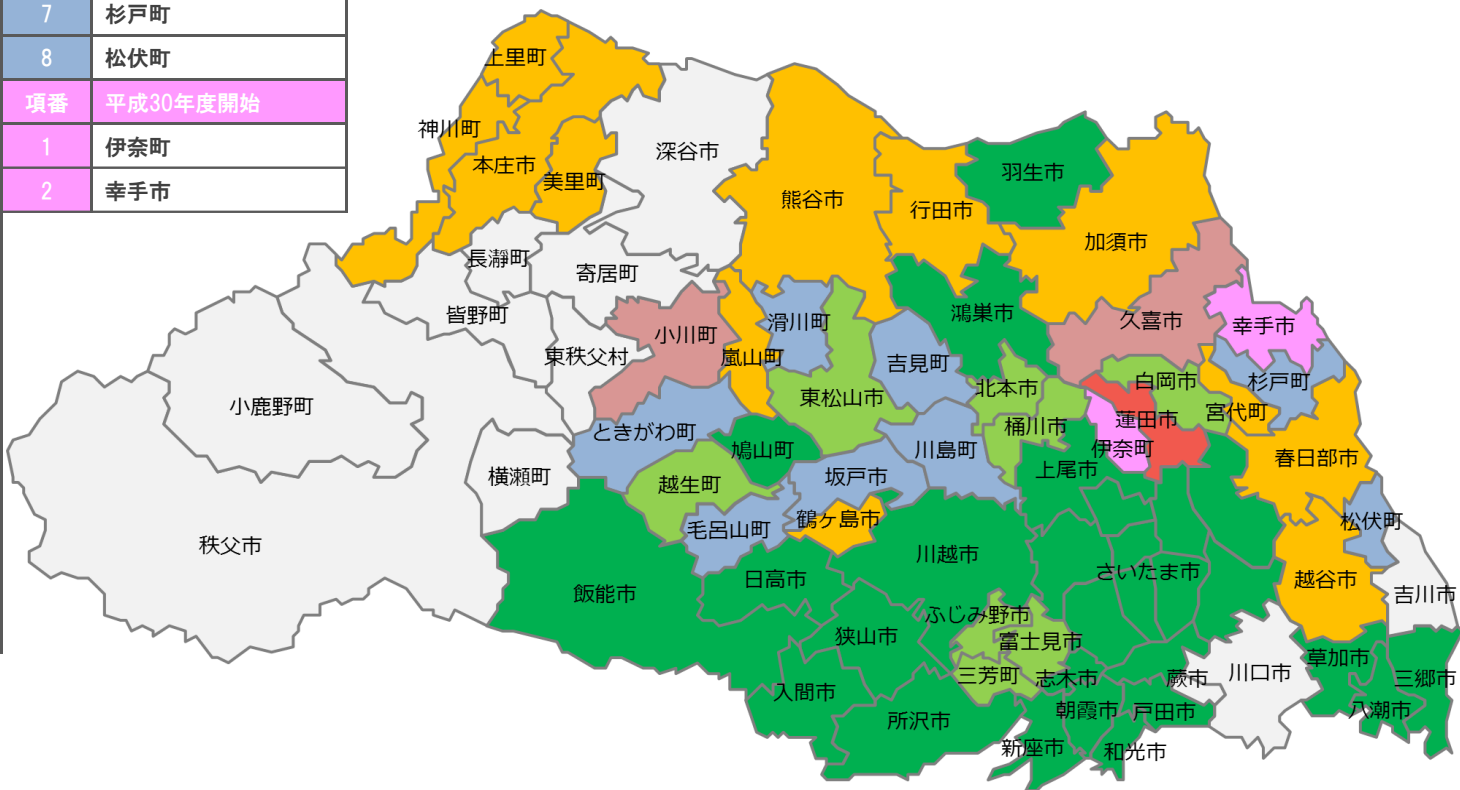 7 杉戸町
8 松伏町
項番 平成30年度開始
1 伊奈町
2 幸手市
上里町
神川町
本庄市
美里町
深谷市
熊谷市
行田市
羽生市
加須市
長瀞町
寄居町
皆野町
東秩父村
小川町
嵐山町
滑川町
吉見町
鴻巣市
久喜市
幸手市
杉戸町
白岡市
宮代町
蓮田市
伊奈町
北本市
桶川市
東松山市
小鹿野町
ときがわ町
鳩山町
川島町
上尾市
春日部市
横瀬町
越生町
坂戸市
毛呂山町
鶴ヶ島市
松伏町
秩父市
飯能市
日高市
川越市
さいたま市
越谷市
吉川市
ふじみ野市
狭山市
富士見市
三芳町
志木市
蕨市
川口市
草加市
三郷市
入間市
所沢市
朝霞市
戸田市
八潮市
新座市
和光市